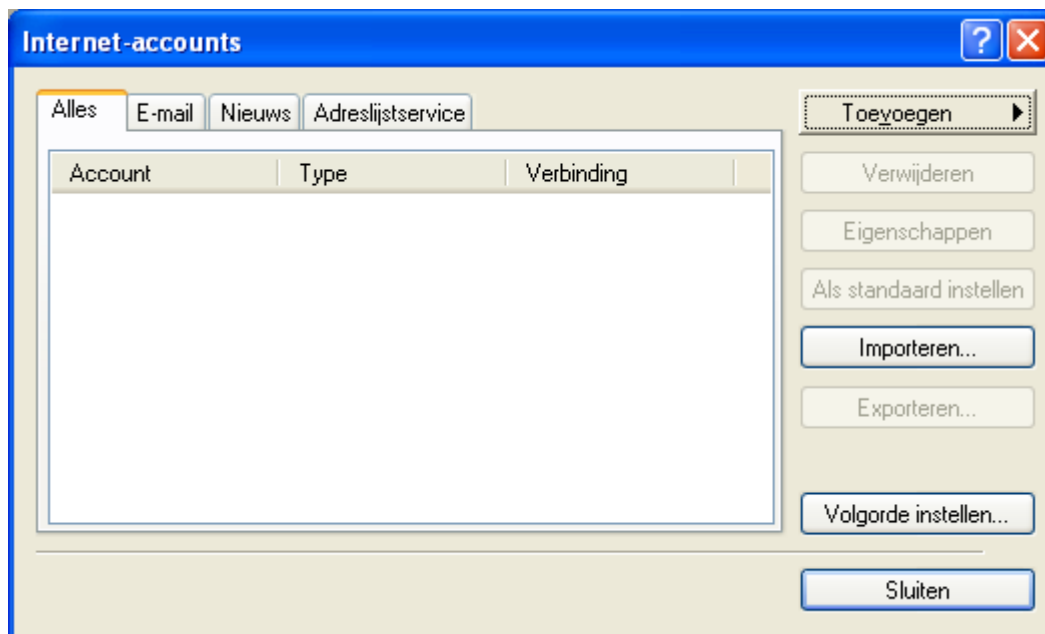 Internet-accounts
Alles E-mail Nieuws Adreslijstservice
Account Type Verbinding
Toevoegen
Verwijderen
Eigenschappen
Als standaard instellen
Importeren...
Exporteren...
Volgorde instellen...
Sluiten